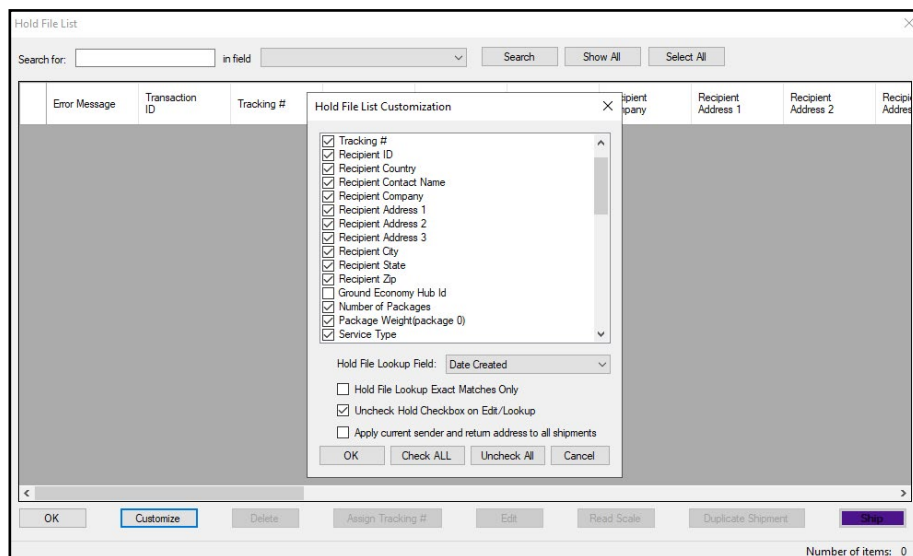 Hold File List
Search for:
in field
Search
Show All
Select All
Error Message
Transaction ID
Tracking #
Recipient Address 1
Recipient Address 2
Hold File List Customization
Tracking #
Recipient ID
Recipient Country
Recipient Contact Name
Recipient Company
Recipient Address 1
Recipient Address 2
Recipient Address 3
Recipient City
Recipient State
Recipient Zip
Ground Economy Hub Id
Number of Packages
Package Weight(package 0)
Service Type
Hold File Lookup Field: Date Created
Hold File Lookup Exact Matches Only
Uncheck Hold Checkbox on Edit/Lookup
Apply current sender and return address to all shipments
OK
Check ALL
Uncheck All
Cancel
OK
Customize
Delete
Assign Tracking #
Edit
Read Scale
Duplicate Shipment
Ship
Number of items: 0